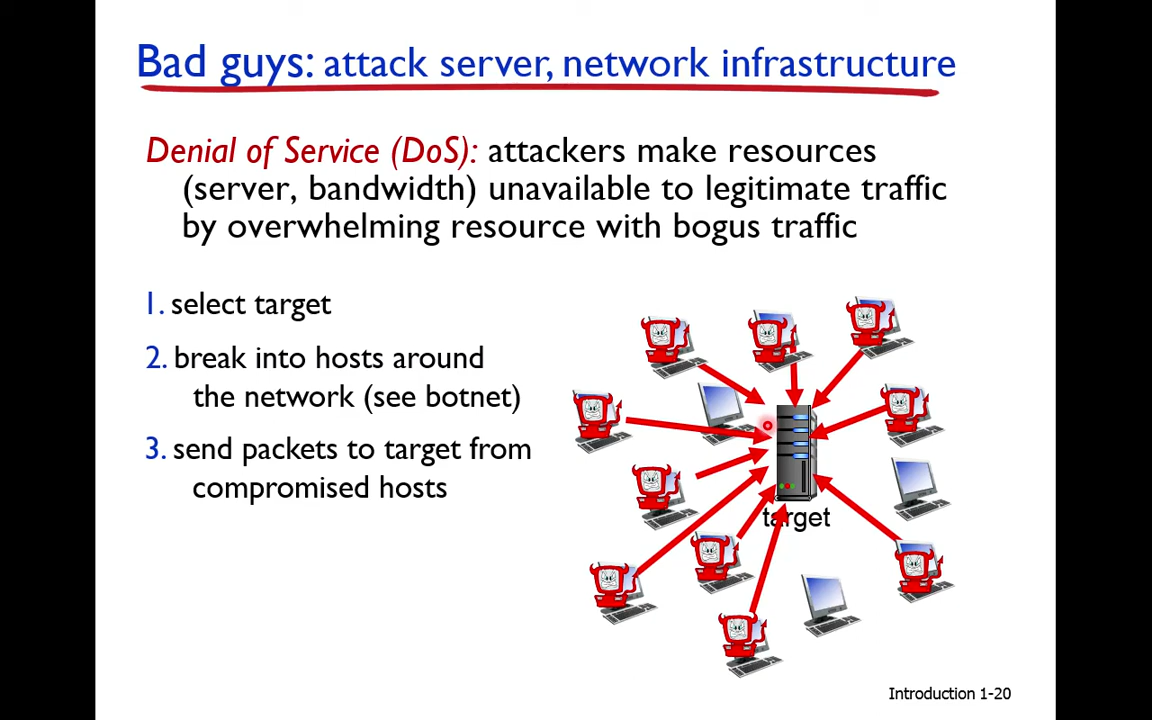 Bad guys: attack server, network infrastructure
Denial of Service (DoS): attackers make resources
(server, bandwidth) unavailable to legitimate traffic
by overwhelming resource with bogus traffic
1. select target
2. break into hosts around
the network (see botnet)
3. send packets to target from
compromised hosts
target
Introduction 1-20